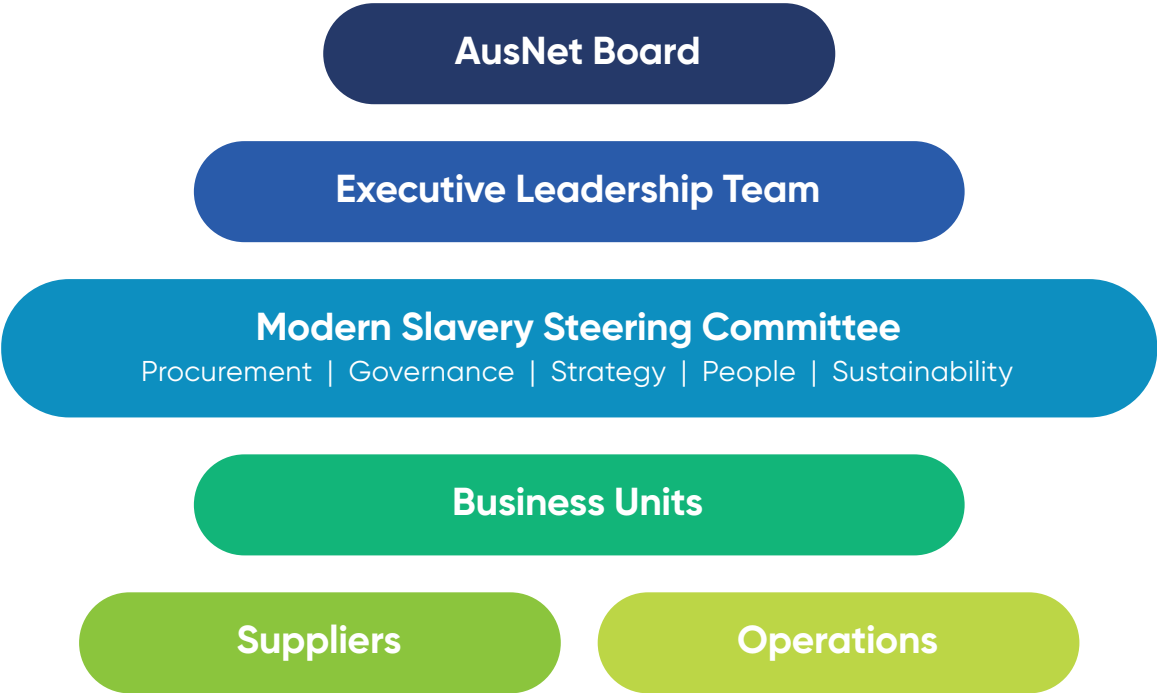 AusNet Board
Executive Leadership Team
Modern Slavery Steering Committee
Procurement | Governance | Strategy | People | Sustainability
Business Units
Suppliers
Operations